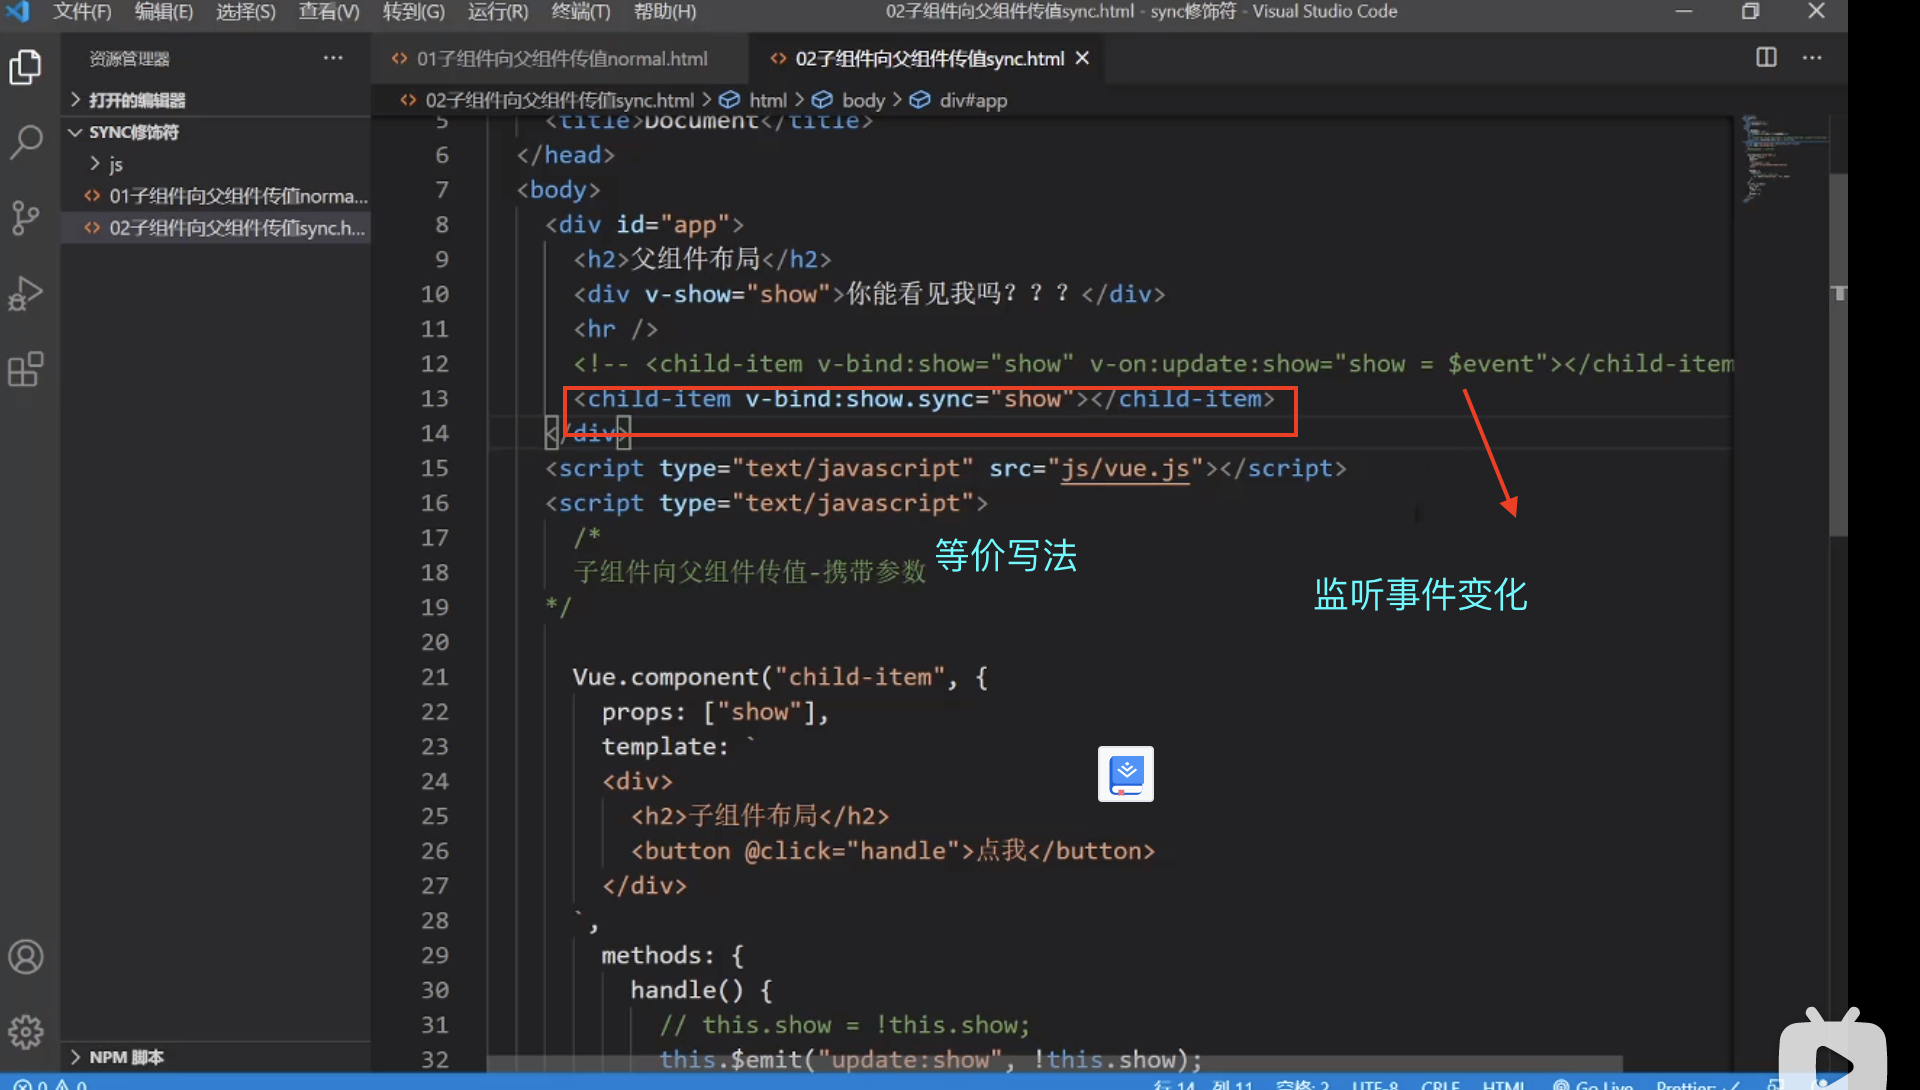 文件(F) 编辑(E) 选择(S) 查看(V) 转到(G) 运行(R) 终端(T) 帮助(H) 02子组件向父组件传值sync.html - sync修饰符 - Visual Studio Code
资源管理器 ··· <> 01子组件向父组件传值normal.html <> 02子组件向父组件传值sync.html ✕ ···
> 打开的编辑器
<> 02子组件向父组件传值sync.html > html > body > div#app
SYNC修饰符
> js
<> 01子组件向父组件传值norma...
<> 02子组件向父组件传值sync.h...
> NPM 脚本
5 <title>Document</title>
6 </head>
7 <body>
8 <div id="app">
9 <h2>父组件布局</h2>
10 <div v-show="show">你能看见我吗？？？</div>
11 <hr />
12 <!-- <child-item v-bind:show="show" v-on:update:show="show = $event"></child-item
13 <child-item v-bind:show.sync="show"></child-item>
14 </div>
15 <script type="text/javascript" src="js/vue.js"></script>
16 <script type="text/javascript">
17 /*
等价写法
18 子组件向父组件传值-携带参数
监听事件变化
19 */
20
21 Vue.component("child-item", {
22 props: ["show"],
23 template: `
24 <div>
25 <h2>子组件布局</h2>
26 <button @click="handle">点我</button>
27 </div>
28 `,
29 methods: {
30 handle() {
31 // this.show = !this.show;
32 this.$emit("update:show", !this.show);
0 0 行 14, 列 11 空格: 2 UTF-8 CRLF HTML Go Live Prettier: ✓